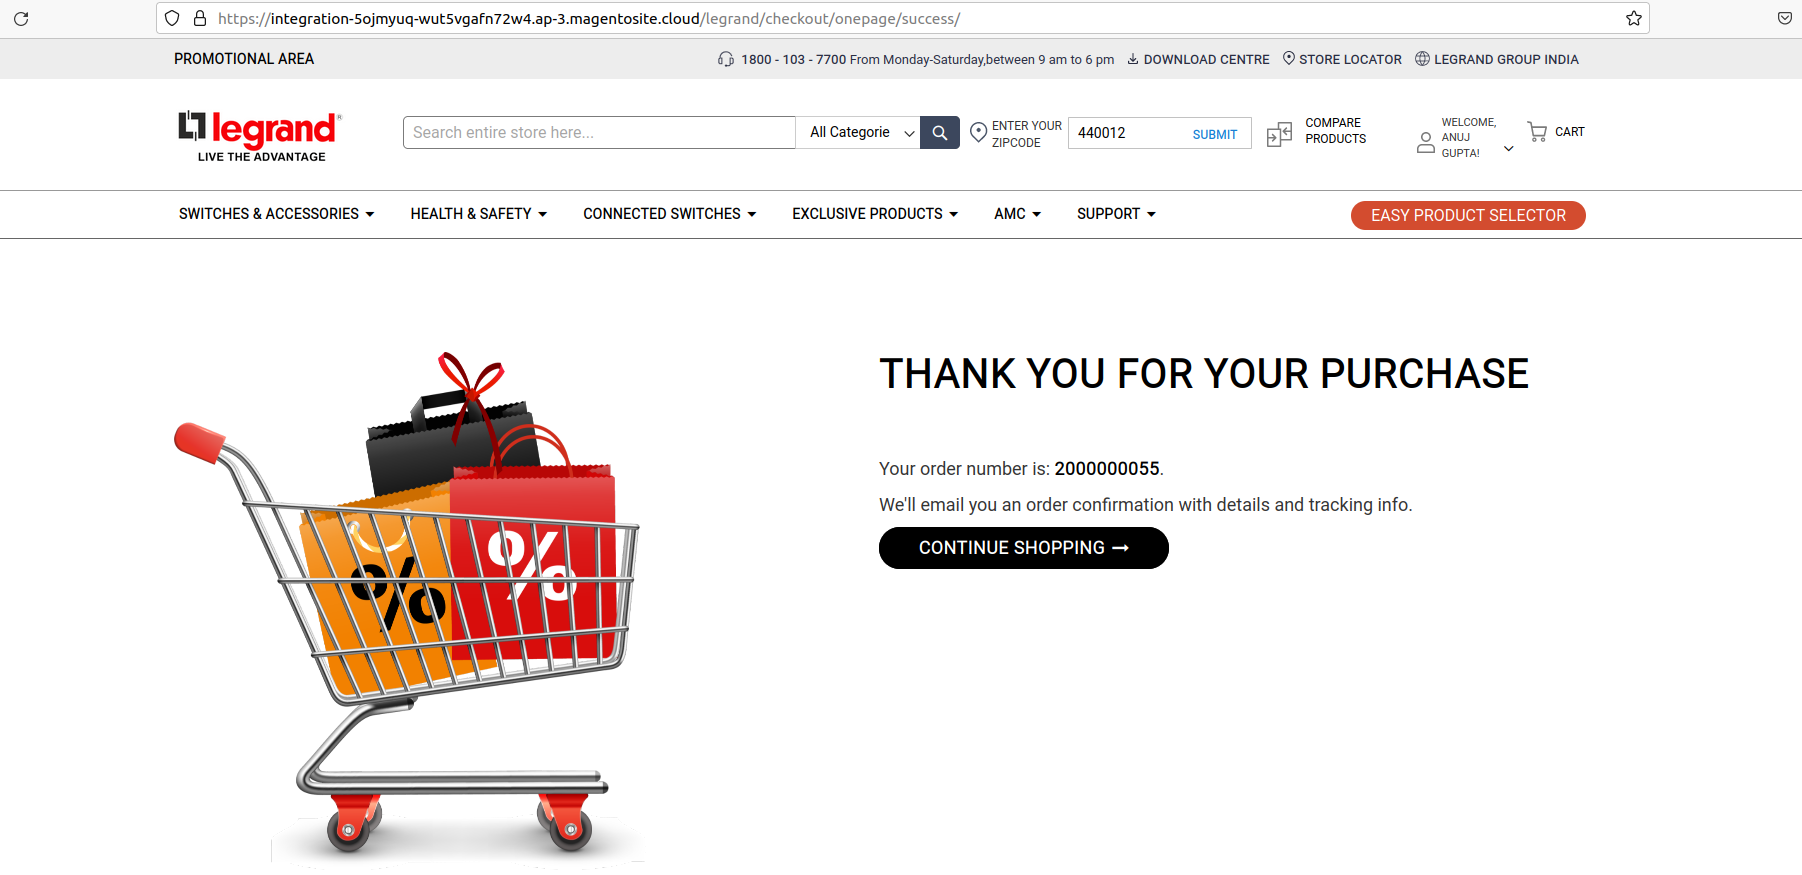 https://integration-5ojmyuq-wut5vgafn72w4.ap-3.magentosite.cloud/legrand/checkout/onepage/success/
PROMOTIONAL AREA
1800 - 103 - 7700 From Monday-Saturday,between 9 am to 6 pm
DOWNLOAD CENTRE
STORE LOCATOR
LEGRAND GROUP INDIA
legrand®
LIVE THE ADVANTAGE
Search entire store here...
All Categorie
ENTER YOUR
ZIPCODE
440012
SUBMIT
COMPARE
PRODUCTS
WELCOME,
ANUJ
GUPTA!
CART
SWITCHES & ACCESSORIES
HEALTH & SAFETY
CONNECTED SWITCHES
EXCLUSIVE PRODUCTS
AMC
SUPPORT
EASY PRODUCT SELECTOR
THANK YOU FOR YOUR PURCHASE
Your order number is: 2000000055.
We'll email you an order confirmation with details and tracking info.
CONTINUE SHOPPING
%
%